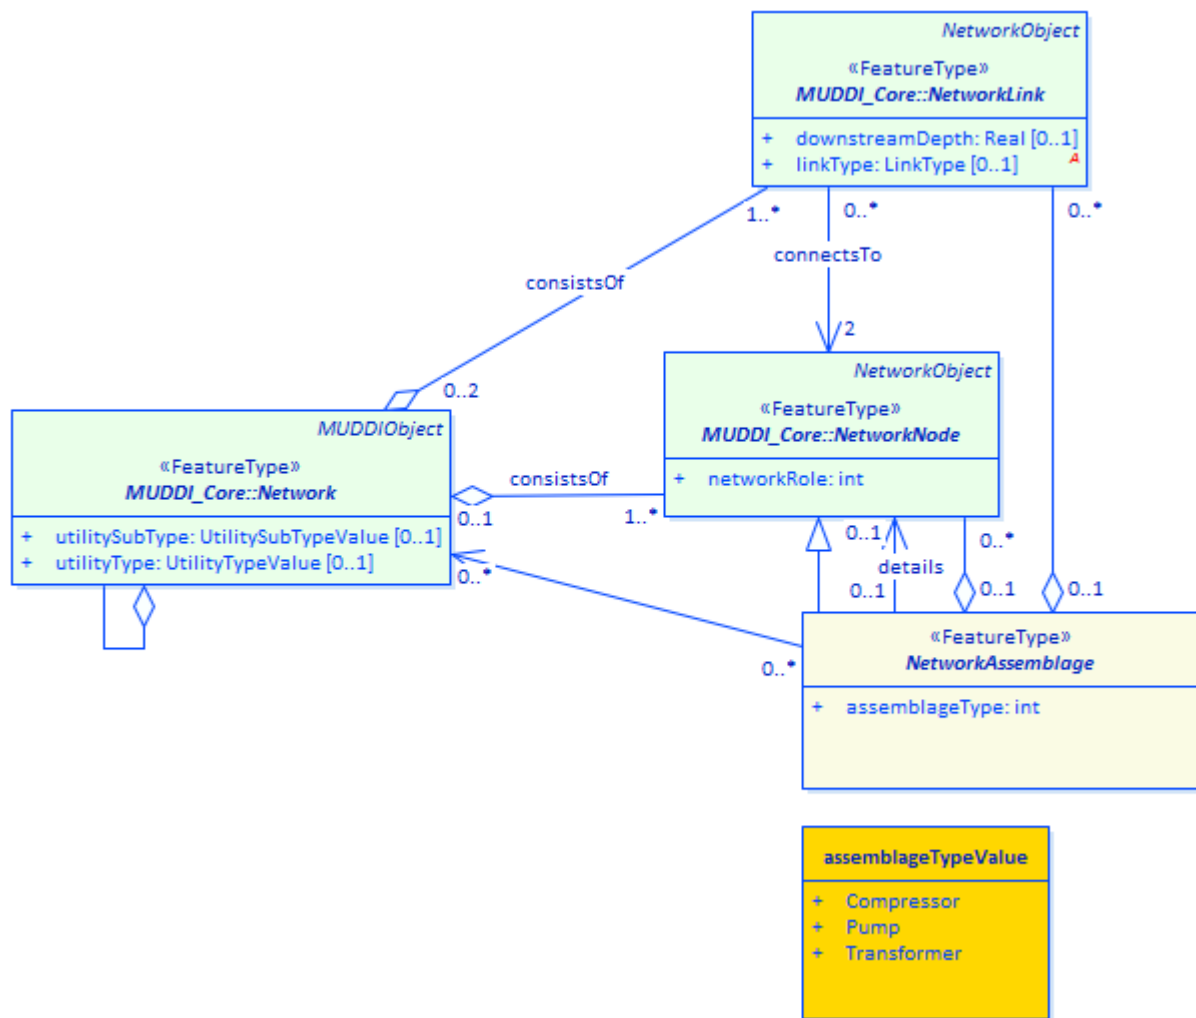 NetworkObject
«FeatureType»
MUDDI_Core::NetworkLink
+ downstreamDepth: Real [0..1]
+ linkType: LinkType [0..1]
A
1..*
0..*
0..*
connectsTo
consistsOf
2
NetworkObject
«FeatureType»
MUDDI_Core::NetworkNode
+ networkRole: int
0..2
MUDDIObject
«FeatureType»
MUDDI_Core::Network
+ utilitySubType: UtilitySubTypeValue [0..1]
+ utilityType: UtilityTypeValue [0..1]
consistsOf
0..1
1..*
0..*
0..1
0..*
details
0..1
0..1
0..1
0..*
«FeatureType»
NetworkAssemblage
+ assemblageType: int
assemblageTypeValue
+ Compressor
+ Pump
+ Transformer